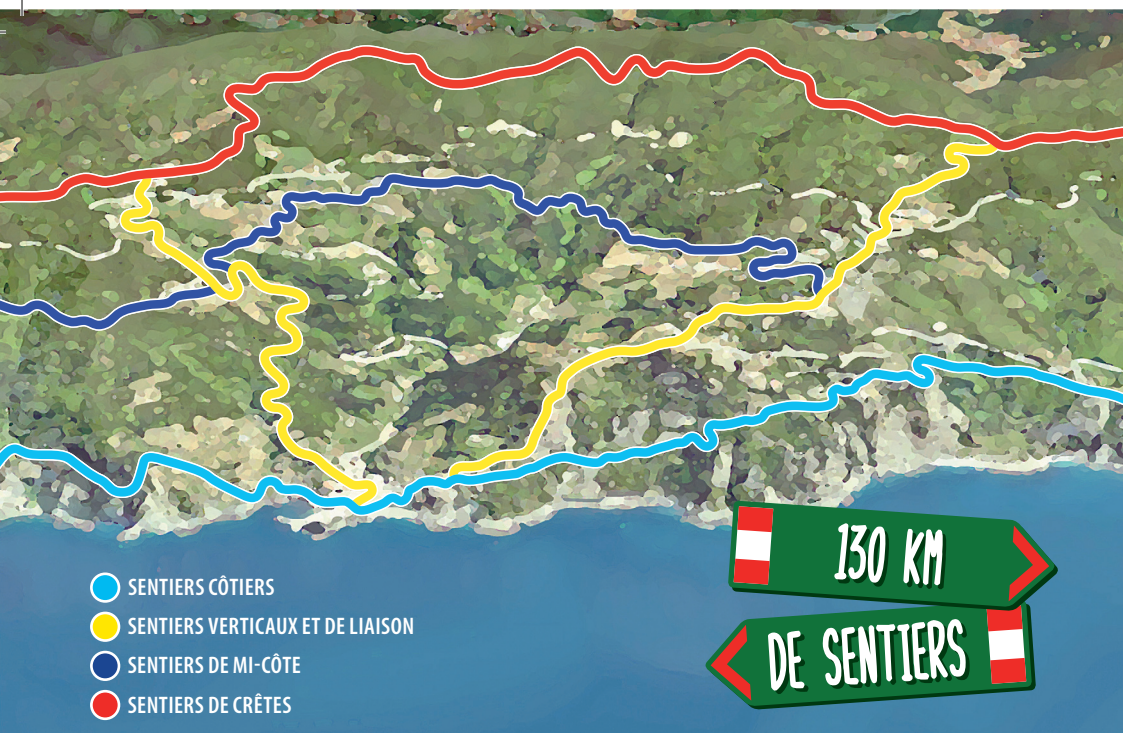 SENTIERS CÔTIERS
SENTIERS VERTICAUX ET DE LIAISON
SENTIERS DE MI-CÔTE
SENTIERS DE CRÊTES
130 KM
DE SENTIERS